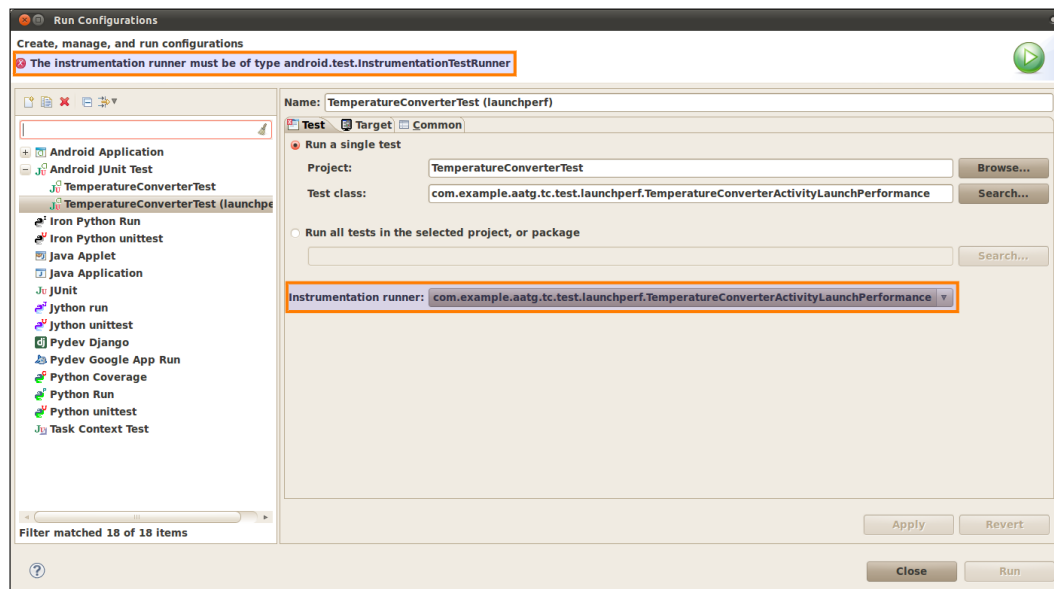 Run Configurations
Create, manage, and run configurations
The instrumentation runner must be of type android.test.InstrumentationTestRunner
Name: TemperatureConverterTest (launchperf)
Test Target Common
Run a single test
Project: TemperatureConverterTest Browse...
Test class: com.example.aatg.tc.test.launchperf.TemperatureConverterActivityLaunchPerformance Search...
Run all tests in the selected project, or package
Search...
Instrumentation runner: com.example.aatg.tc.test.launchperf.TemperatureConverterActivityLaunchPerformance
Android Application
Android JUnit Test
TemperatureConverterTest
TemperatureConverterTest (launchpe
Iron Python Run
Iron Python unittest
Java Applet
Java Application
JUnit
Jython run
Jython unittest
Pydev Django
Pydev Google App Run
Python Coverage
Python Run
Python unittest
Task Context Test
Filter matched 18 of 18 items
Apply Revert
Close Run